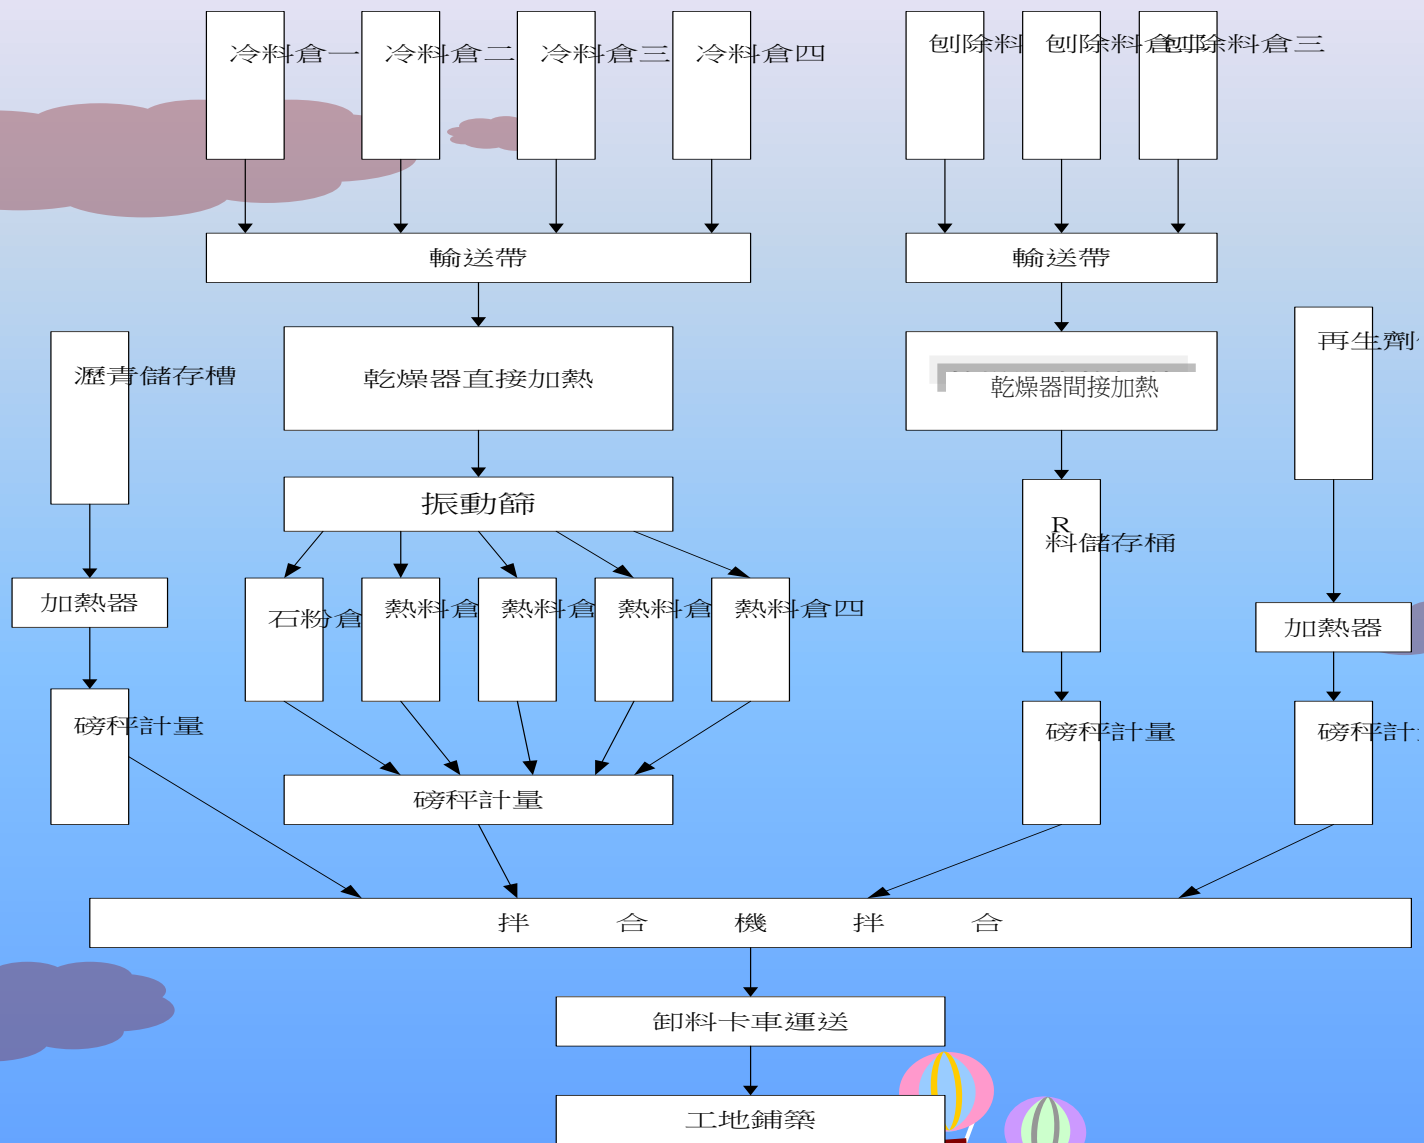 冷料倉一
冷料倉二
冷料倉三
冷料倉四
刨除料
刨除料倉
刨除料倉三
輸送帶
輸送帶
瀝青儲存槽
乾燥器直接加熱
乾燥器間接加熱
再生劑
振動篩
R
料儲存桶
加熱器
石粉倉
熱料倉
熱料倉
熱料倉
熱料倉四
加熱器
磅秤計量
磅秤計量
磅秤計量
磅秤計
拌合機拌合
卸料卡車運送
工地鋪築